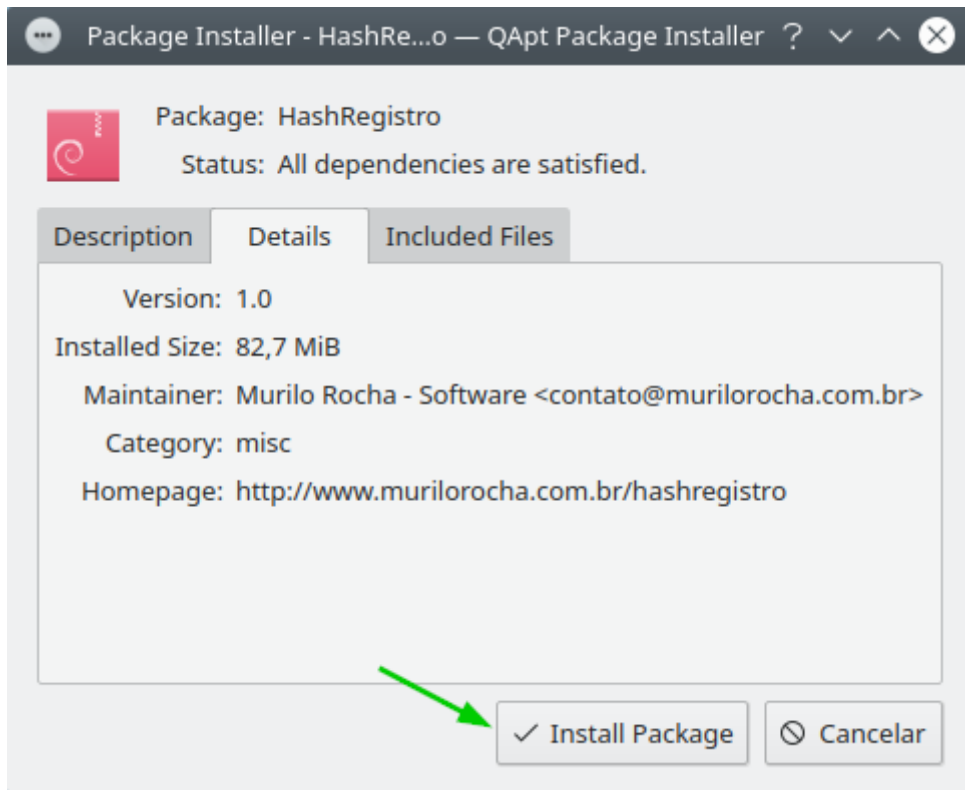 Package Installer - HashRe...o — QApt Package Installer
Package: HashRegistro
Status: All dependencies are satisfied.
Description Details Included Files
Version: 1.0
Installed Size: 82,7 MiB
Maintainer: Murilo Rocha - Software <contato@murilorocha.com.br>
Category: misc
Homepage: http://www.murilorocha.com.br/hashregistro
Install Package Cancelar